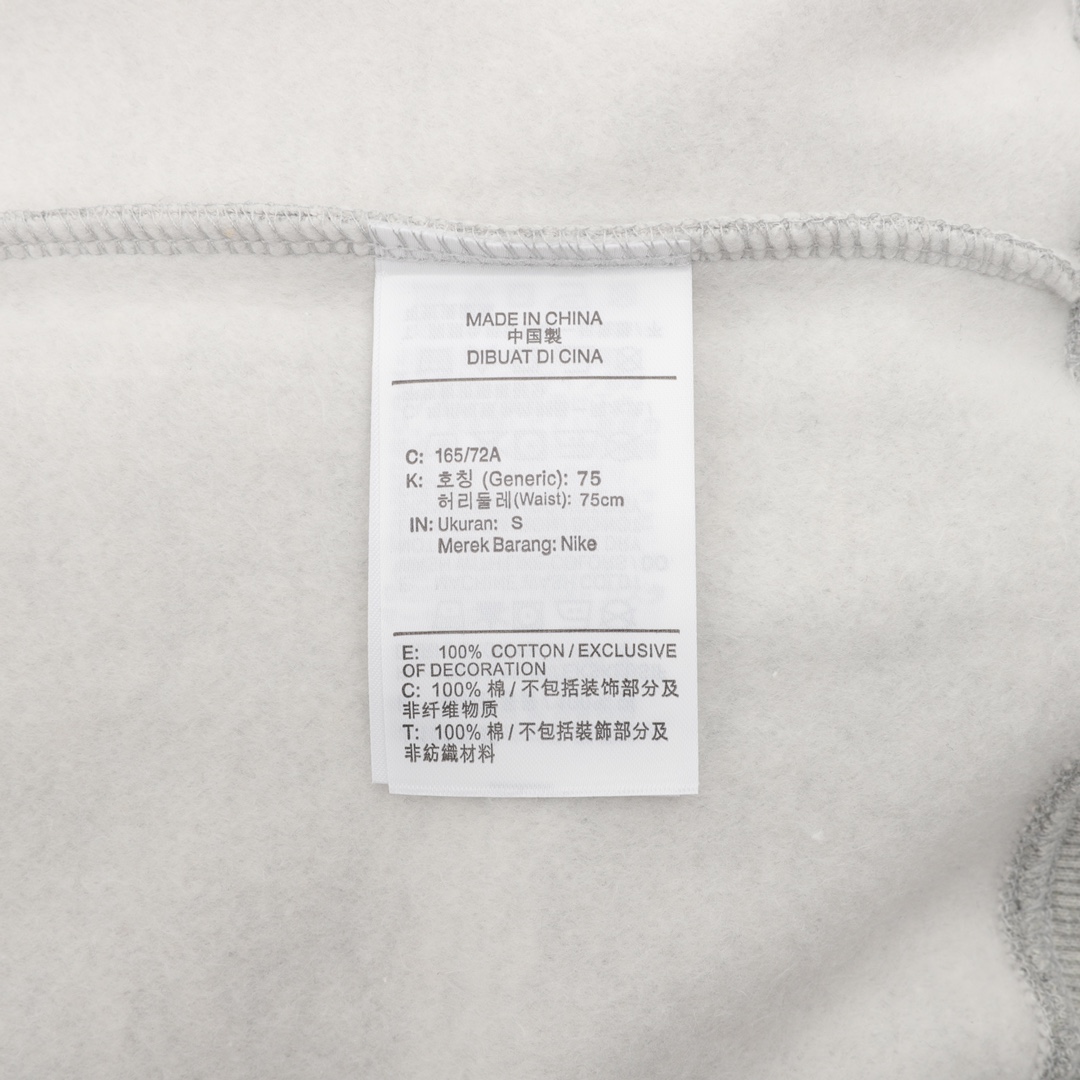 MADE IN CHINA
中国製
DIBUAT DI CINA
C: 165/72A
K: 호칭 (Generic): 75
허리둘레(Waist): 75cm
IN: Ukuran: S
Merek Barang: Nike
E: 100% COTTON / EXCLUSIVE
OF DECORATION
C: 100% 棉 / 不包括装饰部分及
非纤维物质
T: 100% 棉 / 不包括裝飾部分及
非紡織材料